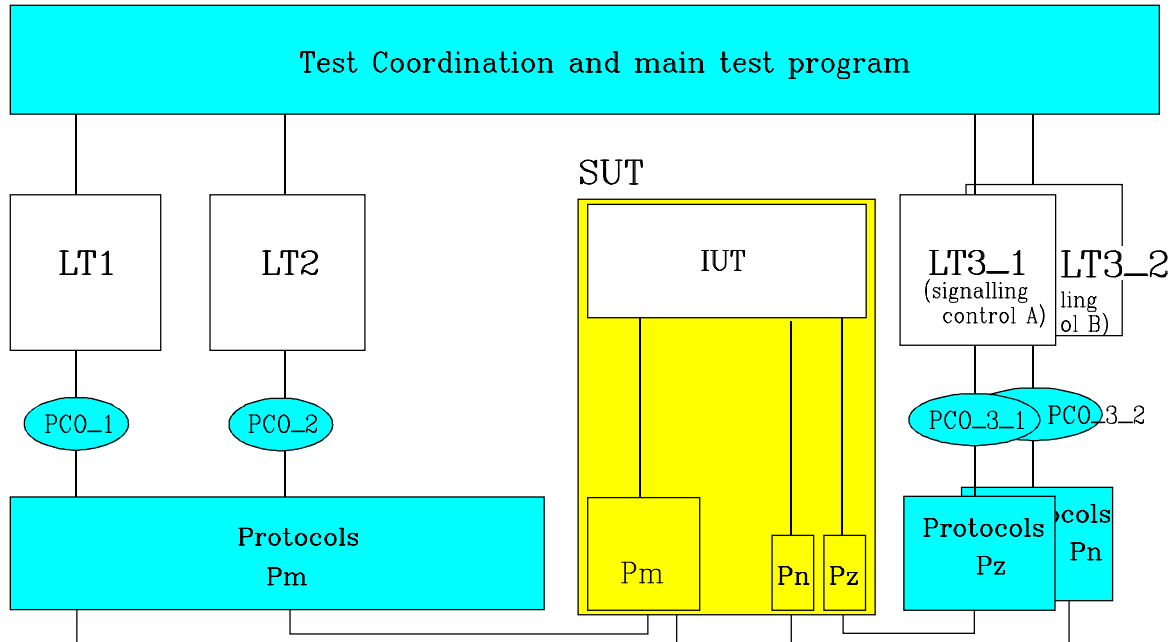 Test Coordination and main test program
SUT
LT1
LT2
IUT
LT3_1
(signalling
control A)
LT3_2
ling
ol B)
PCO_1
PCO_2
PCO_3_1
PCO_3_2
Protocols
Pm
Pm
Pn
Pz
Protocols
Pz
ocols
Pn